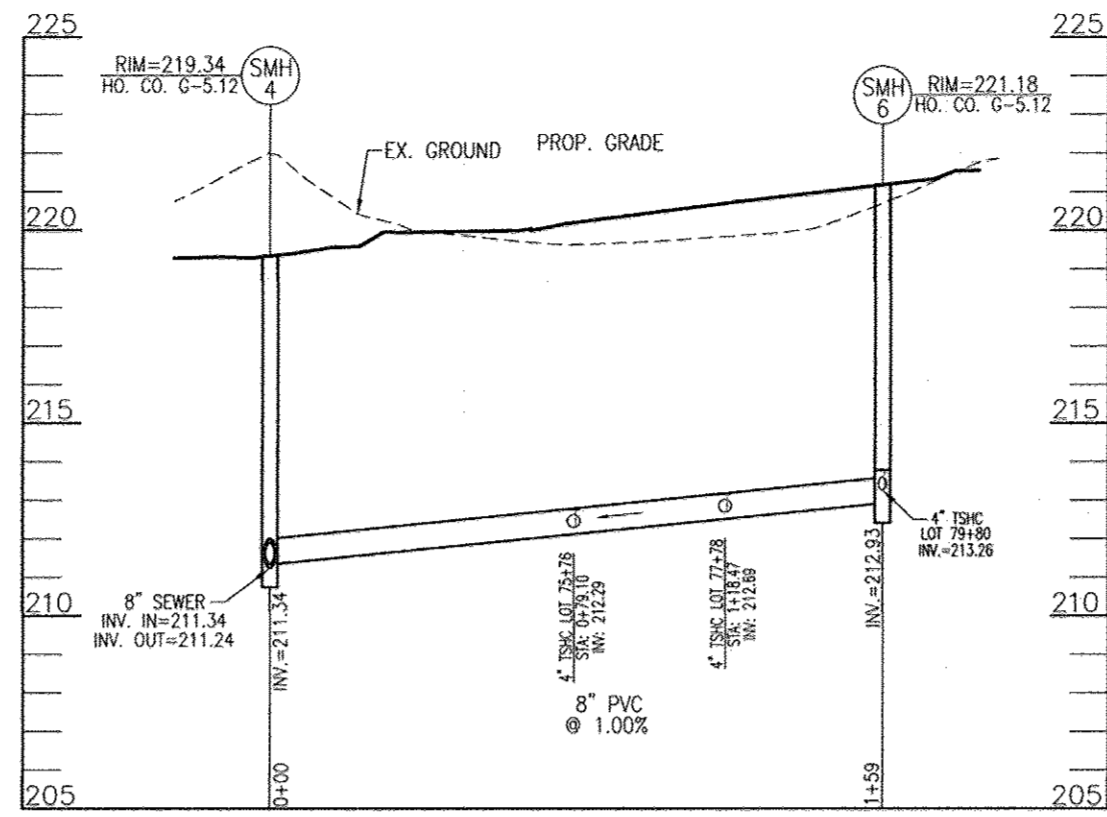 225
225
RIM=219.34
HO. CO. G-5.12
SMH
4
SMH
6
RIM=221.18
HO. CO. G-5.12
EX. GROUND
PROP. GRADE
220
220
215
215
4" TSHC
LOT 79+80
INV.=213.26
8" SEWER
INV. IN=211.34
INV. OUT=211.24
INV.=211.34
4" TSHC LOT 75+76
STA: 0+79.10
INV: 212.29
4" TSHC LOT 77+78
STA: 1+18.47
INV: 212.69
INV.=212.93
210
210
8" PVC
@ 1.00%
0+00
1+59
205
205